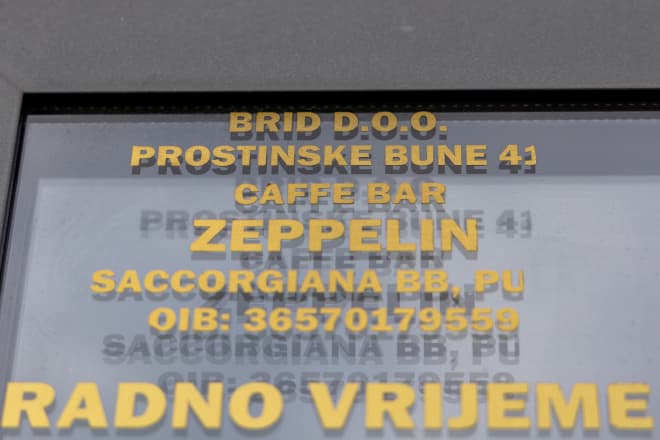 BRID D.O.O.
PROSTINSKE BUNE 41
CAFFE BAR
ZEPPELIN
SACCORGIANA BB, PU
OIB: 36570179559
RADNO VRIJEME